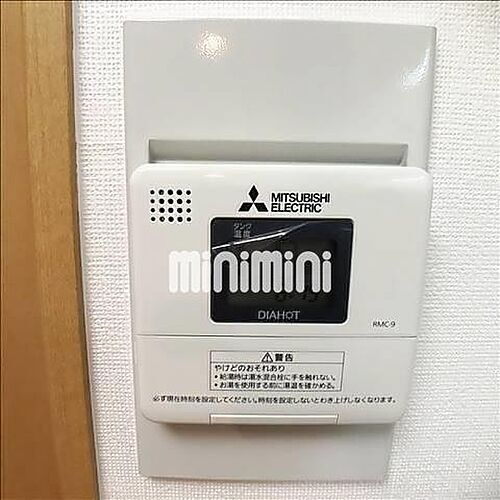 MITSUBISHI
ELECTRIC
タンク
温度
minimini
DIAHOT
RMC-9
警告
やけどのおそれあり
・給湯時は湯水混合栓に手を触れない。
・お湯を使用する前に湯温を確かめる。
必ず現在時刻を設定してください。時刻を設定しないとわき上げしなくなります。